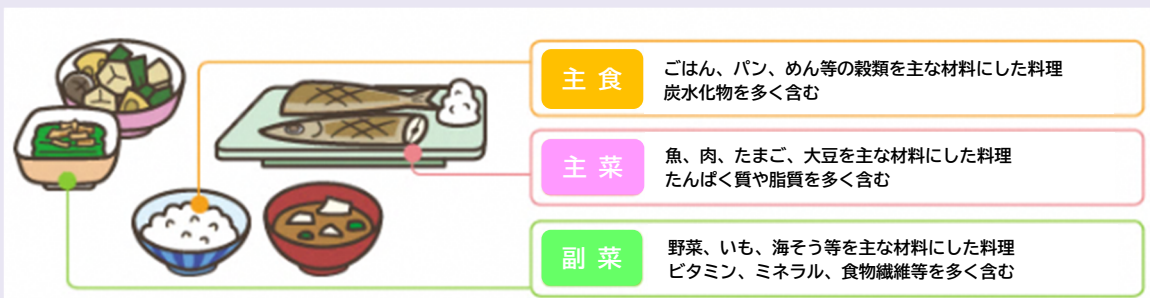 主食
ごはん、パン、めん等の穀類を主な材料にした料理
炭水化物を多く含む
主菜
魚、肉、たまご、大豆を主な材料にした料理
たんぱく質や脂質を多く含む
副菜
野菜、いも、海そう等を主な材料にした料理
ビタミン、ミネラル、食物繊維等を多く含む